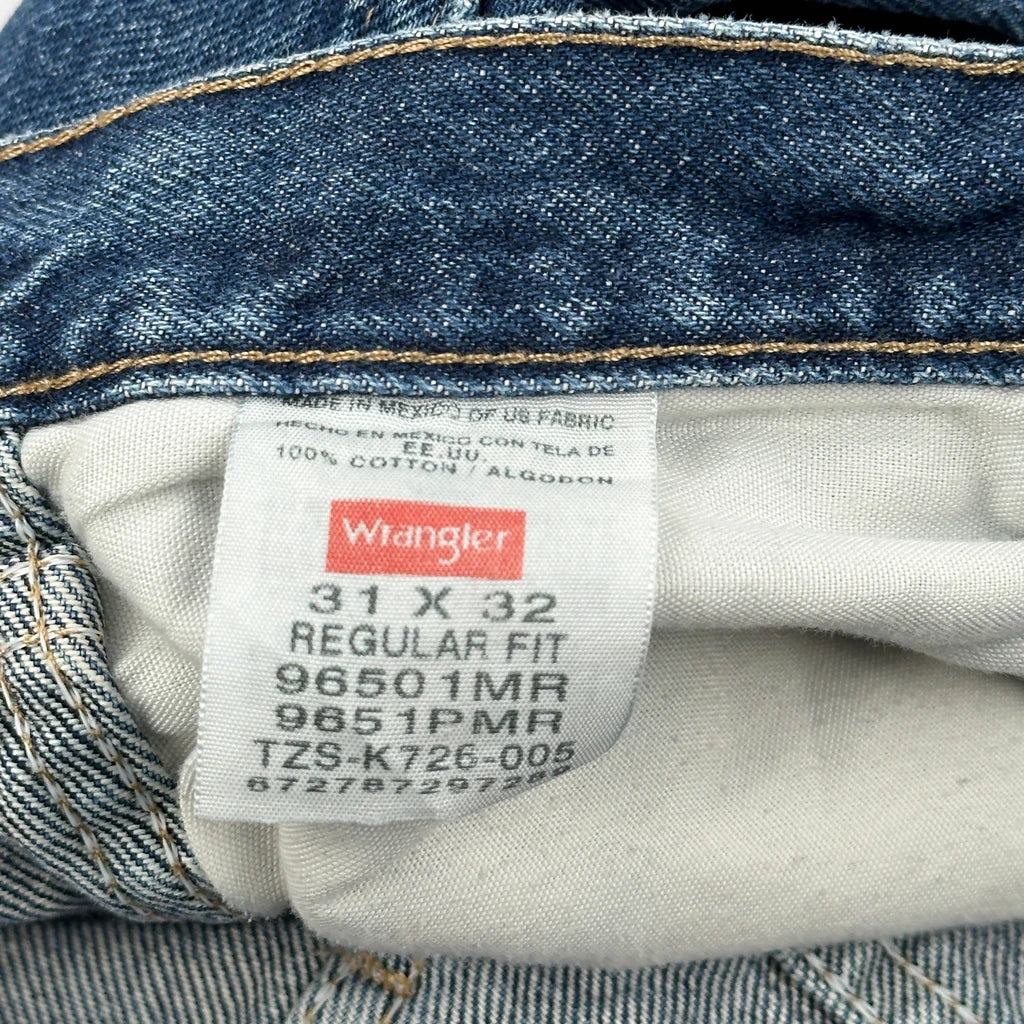 MADE IN MEXICO OF US FABRIC
HECHO EN MEXICO CON TELA DE
EE.UU.
100% COTTON / ALGODON
Wrangler
31 X 32
REGULAR FIT
96501MR
9651PMR
TZS-K726-005